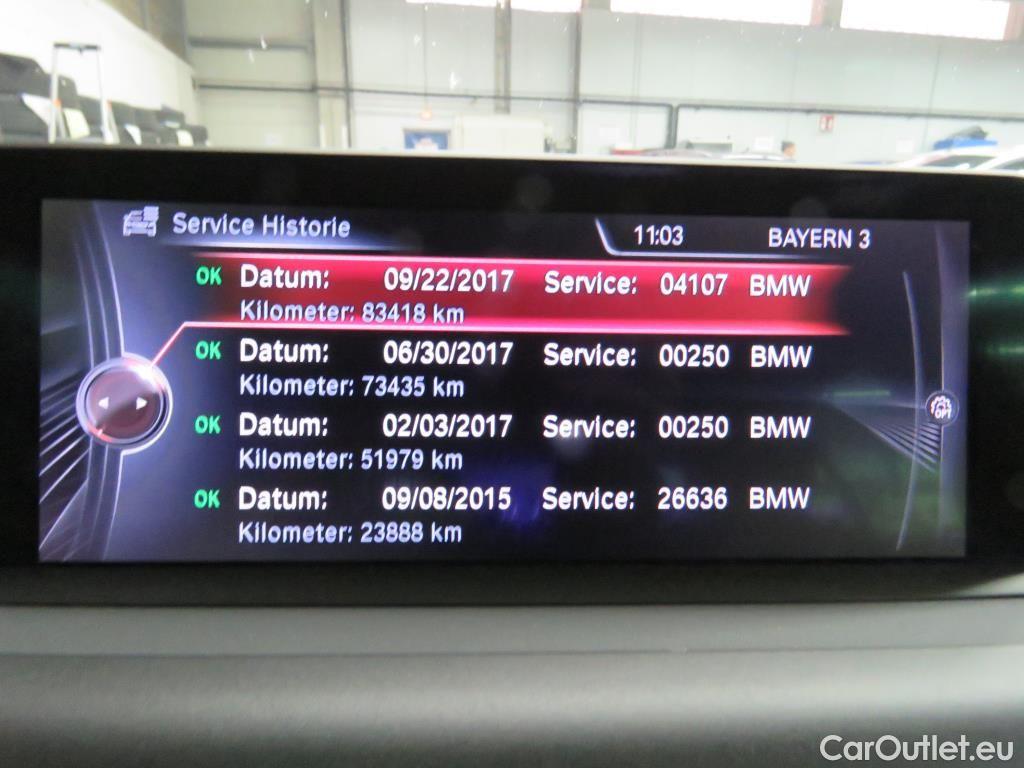 Service Historie 11:03 BAYERN 3
OK Datum: 09/22/2017 Service: 04107 BMW
Kilometer: 83418 km
OK Datum: 06/30/2017 Service: 00250 BMW
Kilometer: 73435 km
OK Datum: 02/03/2017 Service: 00250 BMW
Kilometer: 51979 km
OK Datum: 09/08/2015 Service: 26636 BMW
Kilometer: 23888 km
OPT
CarOutlet.eu